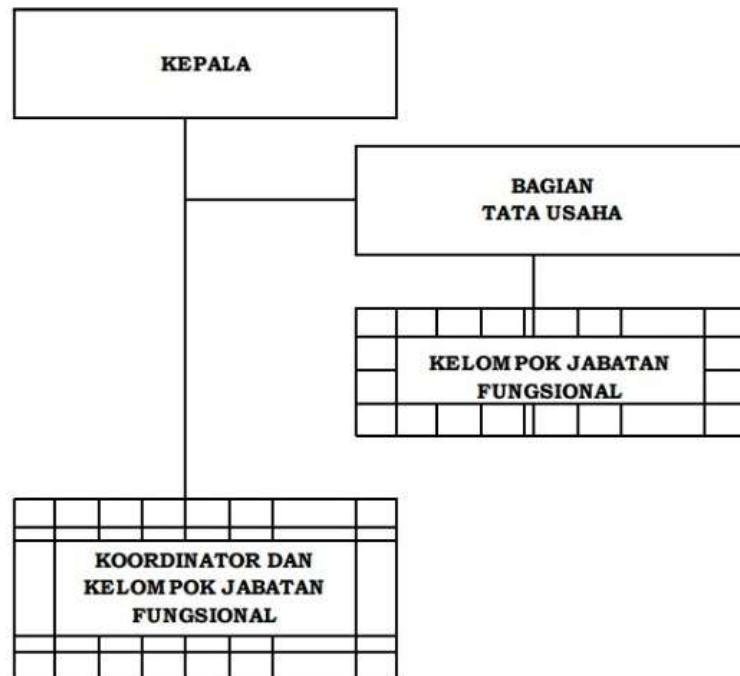 KEPALA
BAGIAN
TATA USAHA
KELOMPOK JABATAN
FUNGSIONAL
KOORDINATOR DAN
KELOMPOK JABATAN
FUNGSIONAL